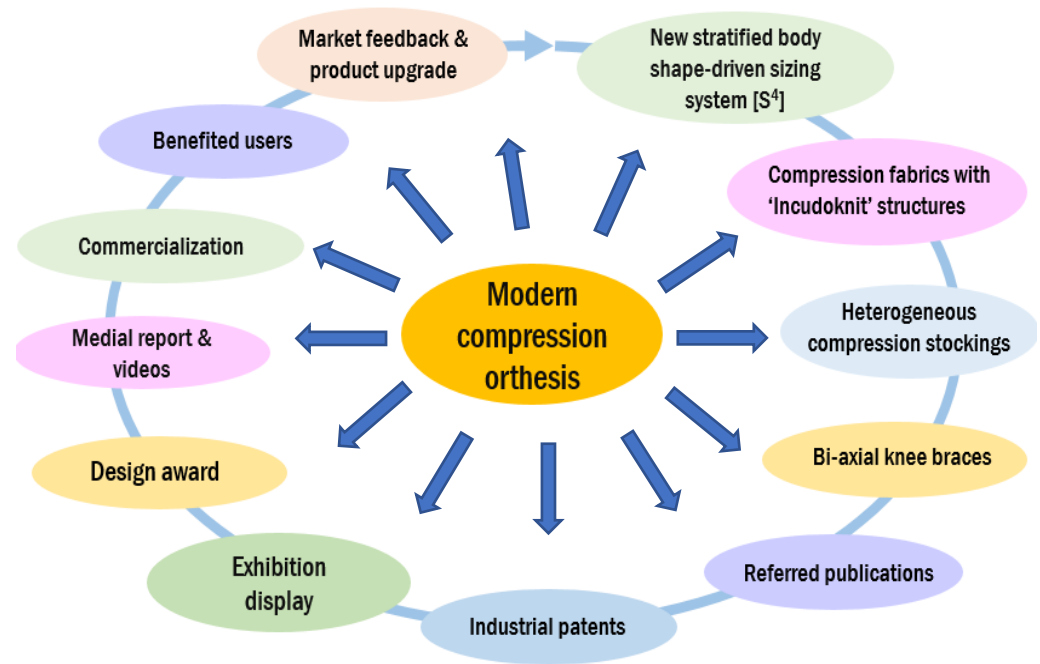 Market feedback &
product upgrade
New stratified body
shape-driven sizing
system [S⁴]
Compression fabrics with
‘Incudoknit’ structures
Heterogeneous
compression stockings
Bi-axial knee braces
Referred publications
Industrial patents
Exhibition
display
Design award
Medial report &
videos
Commercialization
Benefited users
Modern
compression
orthesis